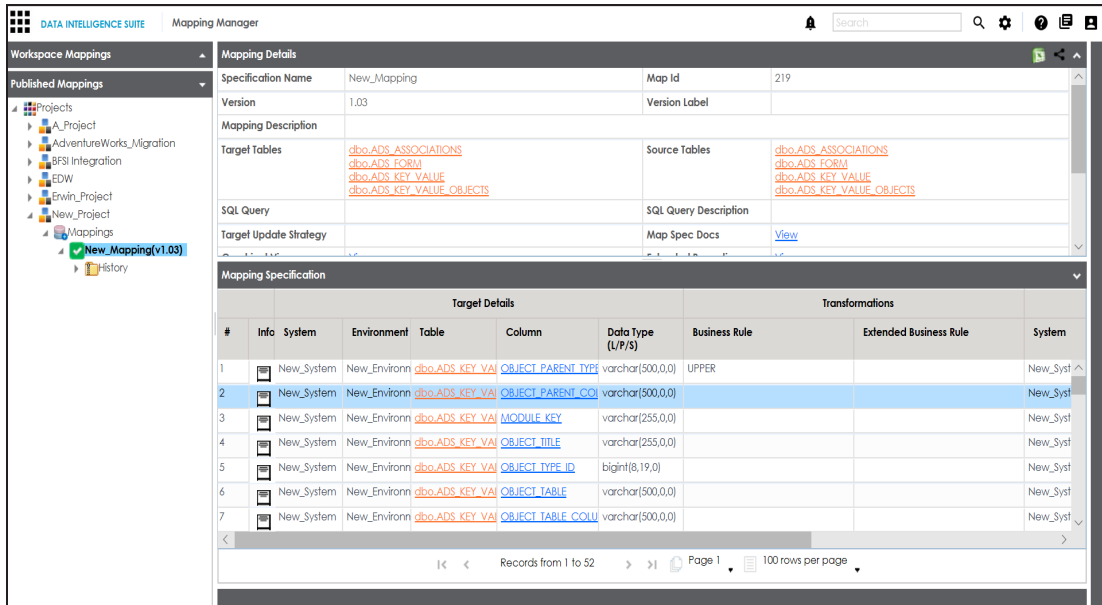 DATA INTELLIGENCE SUITE Mapping Manager Search
Workspace Mappings
Published Mappings
Projects
A_Project
AdventureWorks_Migration
BFSI Integration
EDW
Erwin_Project
New_Project
Mappings
New_Mapping(v1.03)
History
Mapping Details
Specification Name New_Mapping Map Id 219
Version 1.03 Version Label
Mapping Description
Target Tables dbo.ADS_ASSOCIATIONS Source Tables dbo.ADS_ASSOCIATIONS
dbo.ADS_FORM dbo.ADS_FORM
dbo.ADS_KEY_VALUE dbo.ADS_KEY_VALUE
dbo.ADS_KEY_VALUE_OBJECTS dbo.ADS_KEY_VALUE_OBJECTS
SQL Query SQL Query Description
Target Update Strategy Map Spec Docs View
Mapping Specification
Target Details Transformations
# Info System Environment Table Column Data Type (L/P/S) Business Rule Extended Business Rule System
1 New_System New_Environn dbo.ADS_KEY_VAL OBJECT_PARENT_TYPE varchar(500,0,0) UPPER New_Syst
2 New_System New_Environn dbo.ADS_KEY_VAL OBJECT_PARENT_COL varchar(500,0,0) New_Syst
3 New_System New_Environn dbo.ADS_KEY_VAL MODULE_KEY varchar(255,0,0) New_Syst
4 New_System New_Environn dbo.ADS_KEY_VAL OBJECT_TITLE varchar(255,0,0) New_Syst
5 New_System New_Environn dbo.ADS_KEY_VAL OBJECT_TYPE_ID bigint(8,19,0) New_Syst
6 New_System New_Environn dbo.ADS_KEY_VAL OBJECT_TABLE varchar(500,0,0) New_Syst
7 New_System New_Environn dbo.ADS_KEY_VAL OBJECT_TABLE_COLU varchar(500,0,0) New_Syst
Records from 1 to 52 Page 1 100 rows per page